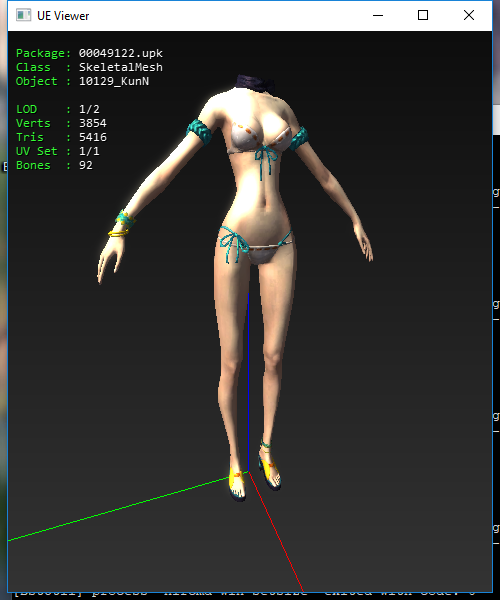 UE Viewer
Package: 00049122.upk
Class : SkeletalMesh
Object : 10129_KunN
LOD : 1/2
Verts : 3854
Tris : 5416
UV Set : 1/1
Bones : 92